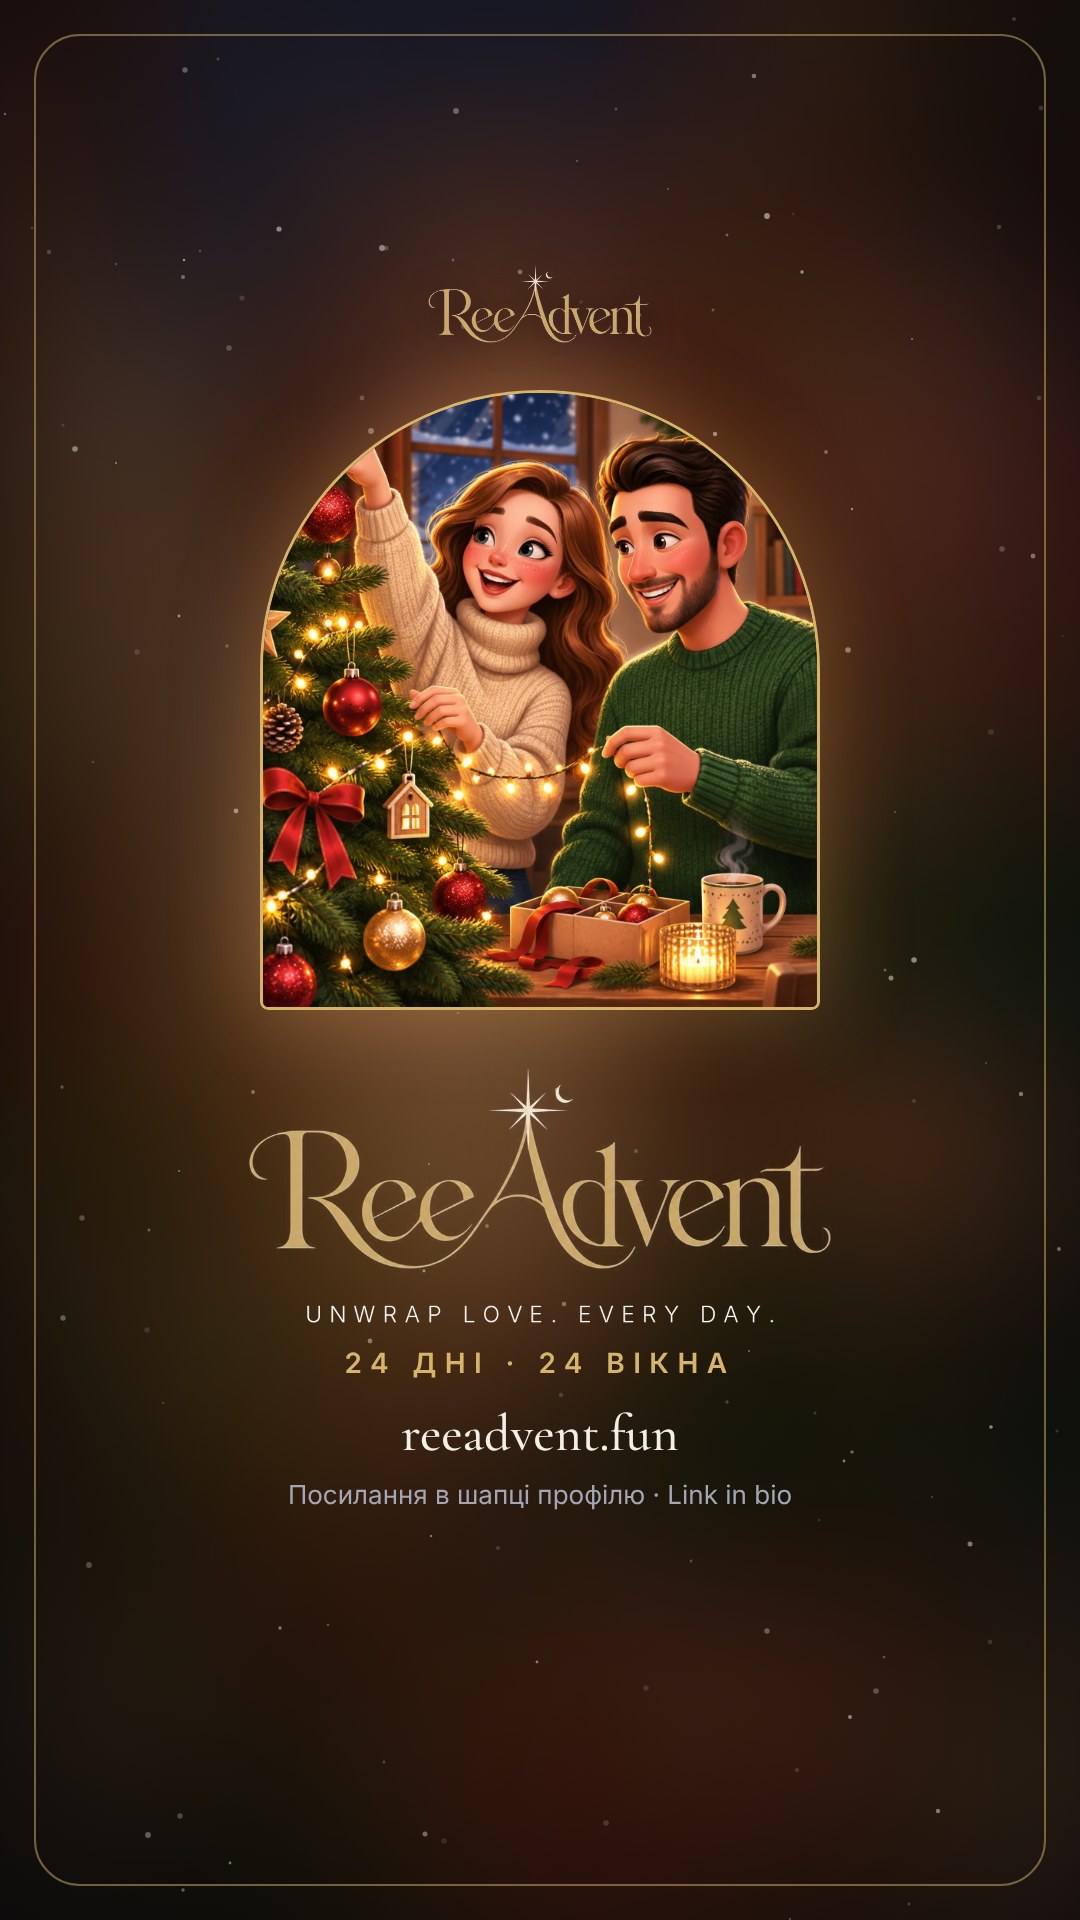 ReeAdvent
ReeAdvent
UNWRAP LOVE. EVERY DAY.
24 ДНІ · 24 ВІКНА
reeadvent.fun
Посилання в шапці профілю · Link in bio